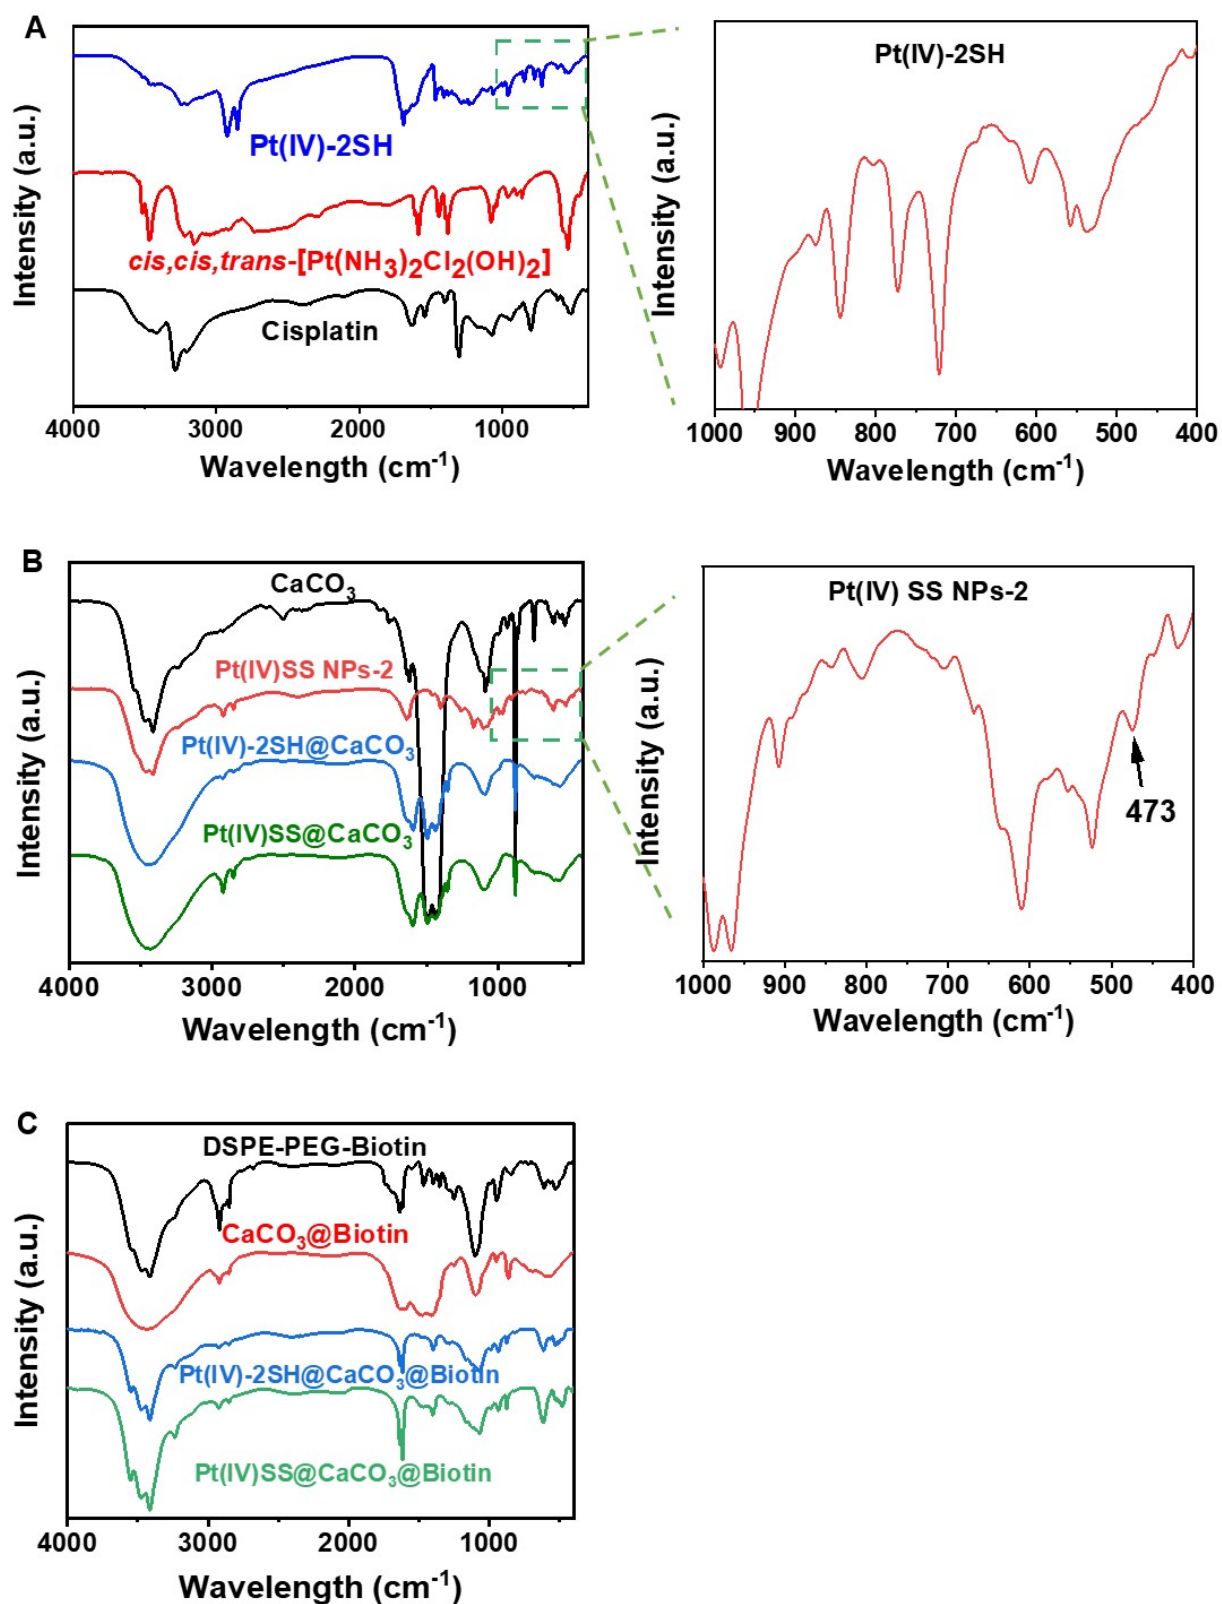 A
Pt(IV)-2SH
cis,cis,trans-[Pt(NH3)2Cl2(OH)2]
Cisplatin
Intensity (a.u.)
4000 3000 2000 1000
Wavelength (cm-1)
Pt(IV)-2SH
Intensity (a.u.)
1000 900 800 700 600 500 400
Wavelength (cm-1)
B
CaCO3
Pt(IV)SS NPs-2
Pt(IV)-2SH@CaCO3
Pt(IV)SS@CaCO3
Intensity (a.u.)
4000 3000 2000 1000
Wavelength (cm-1)
Pt(IV) SS NPs-2
473
Intensity (a.u.)
1000 900 800 700 600 500 400
Wavelength (cm-1)
C
DSPE-PEG-Biotin
CaCO3@Biotin
Pt(IV)-2SH@CaCO3@Biotin
Pt(IV)SS@CaCO3@Biotin
Intensity (a.u.)
4000 3000 2000 1000
Wavelength (cm-1)